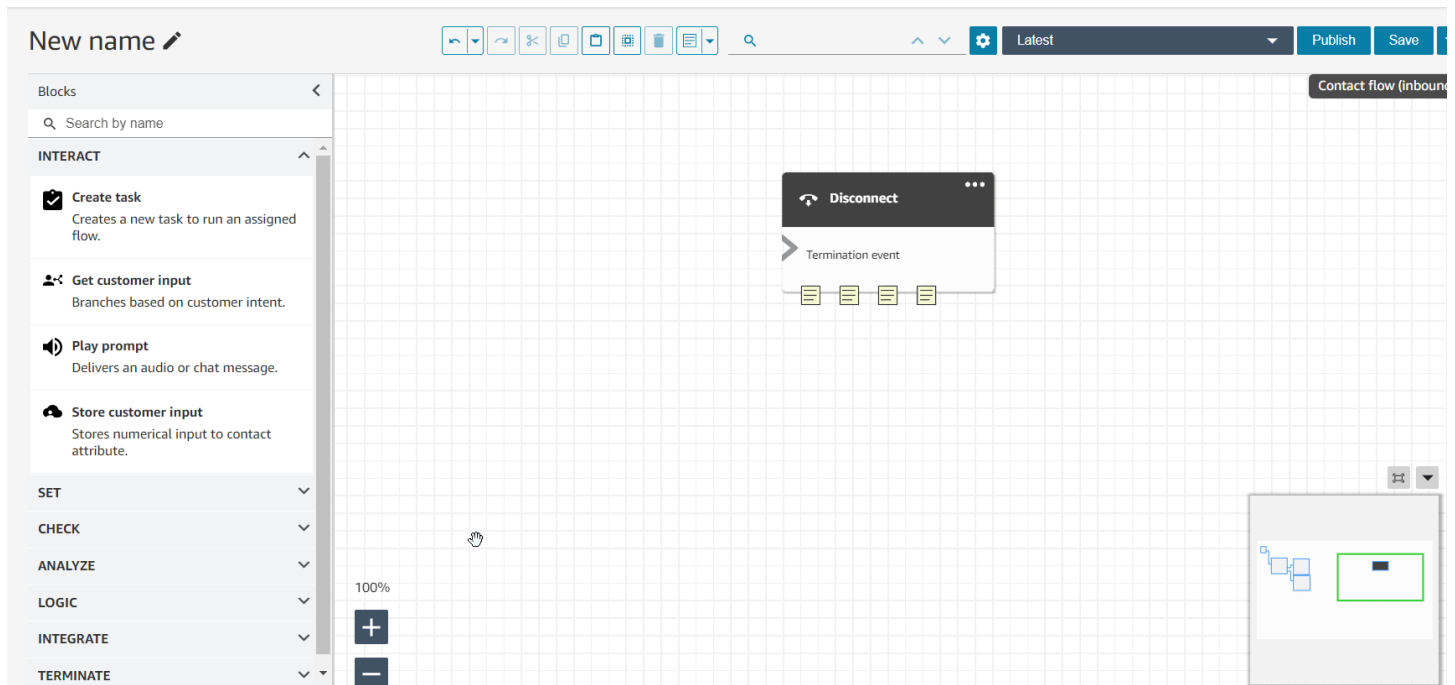 New name
Latest
Publish
Save
Contact flow (inbound
Blocks
Search by name
INTERACT
Create task
Creates a new task to run an assigned
flow.
Get customer input
Branches based on customer intent.
Play prompt
Delivers an audio or chat message.
Store customer input
Stores numerical input to contact
attribute.
SET
CHECK
ANALYZE
LOGIC
INTEGRATE
TERMINATE
Disconnect
Termination event
100%